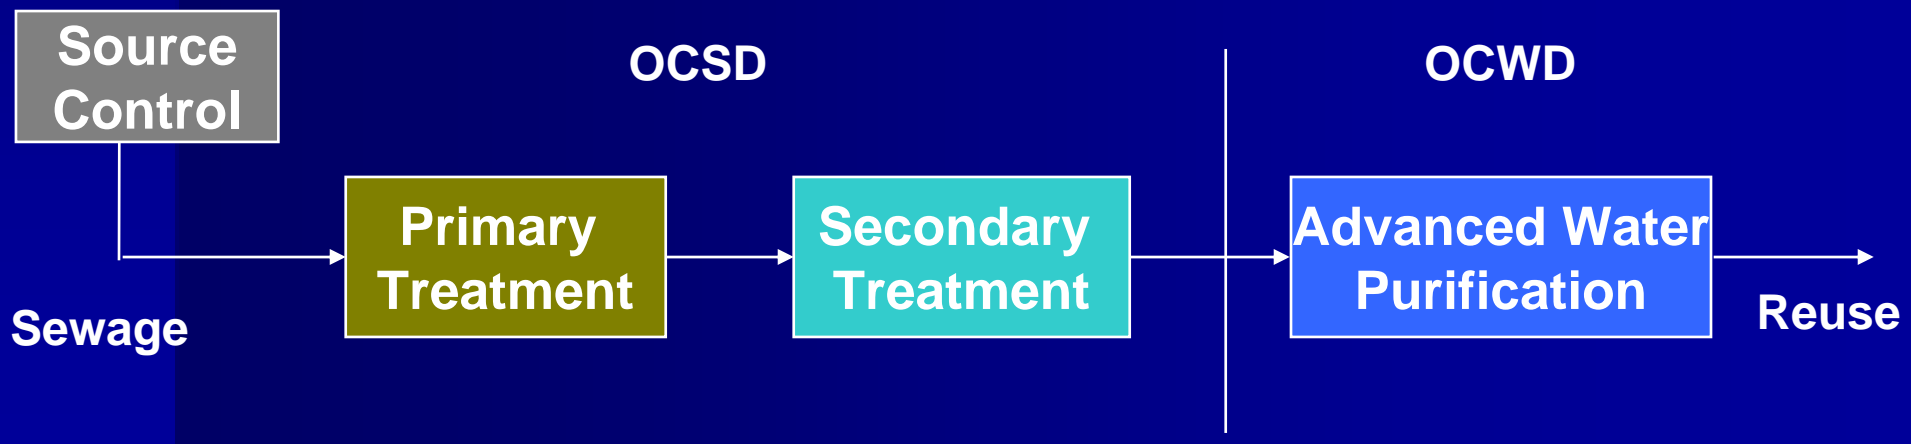 Source
Control
OCSD
OCWD
Primary
Treatment
Secondary
Treatment
Advanced Water
Purification
Sewage
Reuse